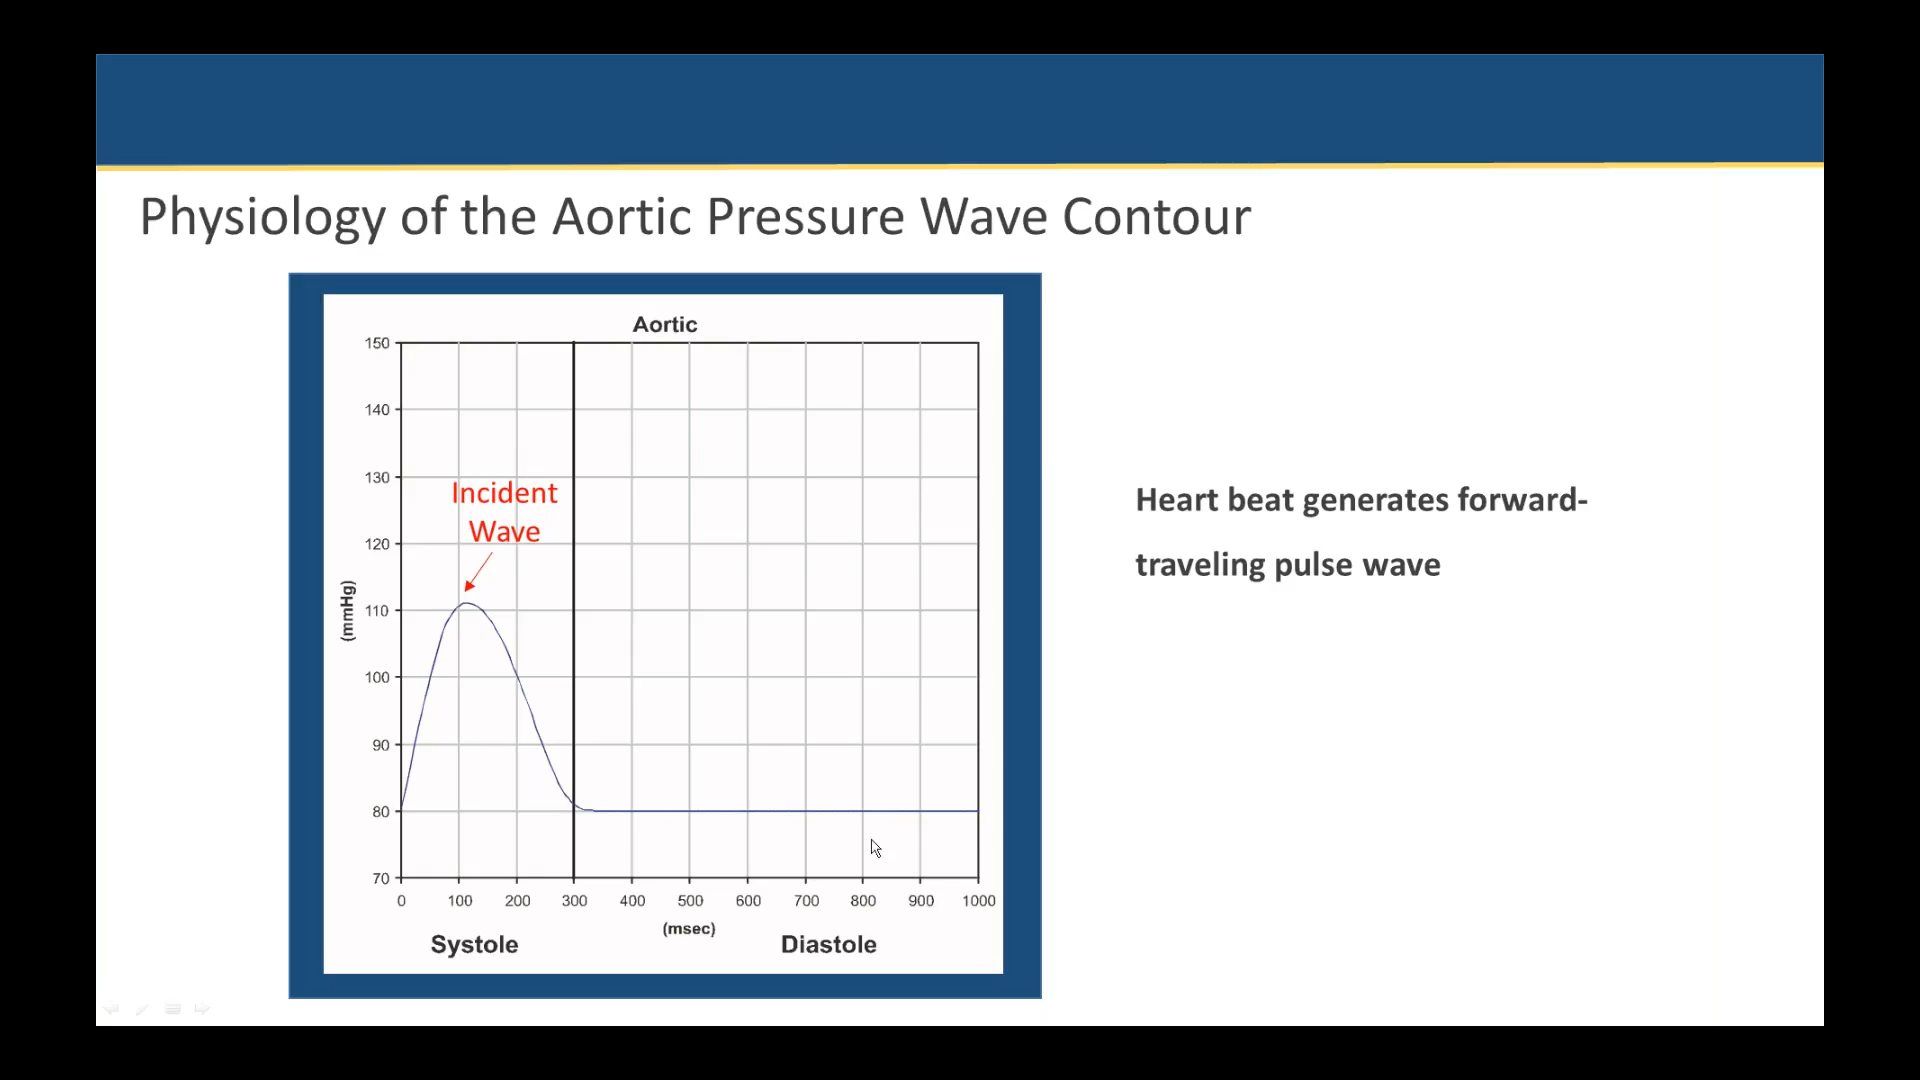 Physiology of the Aortic Pressure Wave Contour
Aortic
150
140
130
Incident
Wave
120
110
(mmHg)
100
90
80
70
0 100 200 300 400 500 600 700 800 900 1000
(msec)
Systole Diastole
Heart beat generates forward-
traveling pulse wave